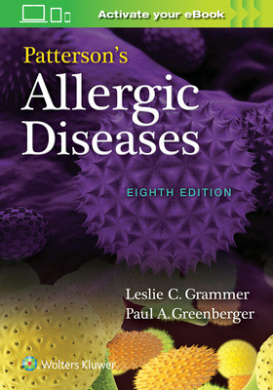 Activate your eBook
Patterson's
Allergic
Diseases
EIGHTH EDITION
Leslie C. Grammer
Paul A. Greenberger
Wolters Kluwer